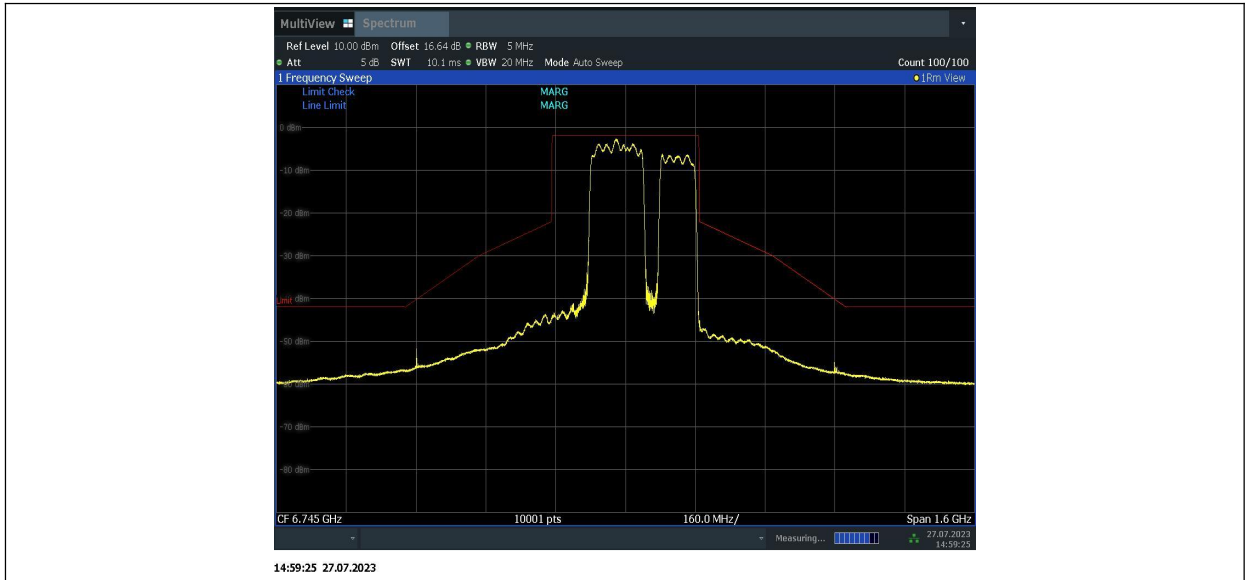 MultiView Spectrum
Ref Level 10.00 dBm Offset 16.64 dB RBW 5 MHz
Att 5 dB SWT 10.1 ms VBW 20 MHz Mode Auto Sweep Count 100/100
1 Frequency Sweep 1Rm View
Limit Check MARG
Line Limit MARG
0 dBm
-10 dBm
-20 dBm
-30 dBm
Limit dBm
-50 dBm
-60 dBm
-70 dBm
-80 dBm
CF 6.745 GHz 10001 pts 160.0 MHz/ Span 1.6 GHz
Measuring... 27.07.2023
14:59:25
14:59:25 27.07.2023